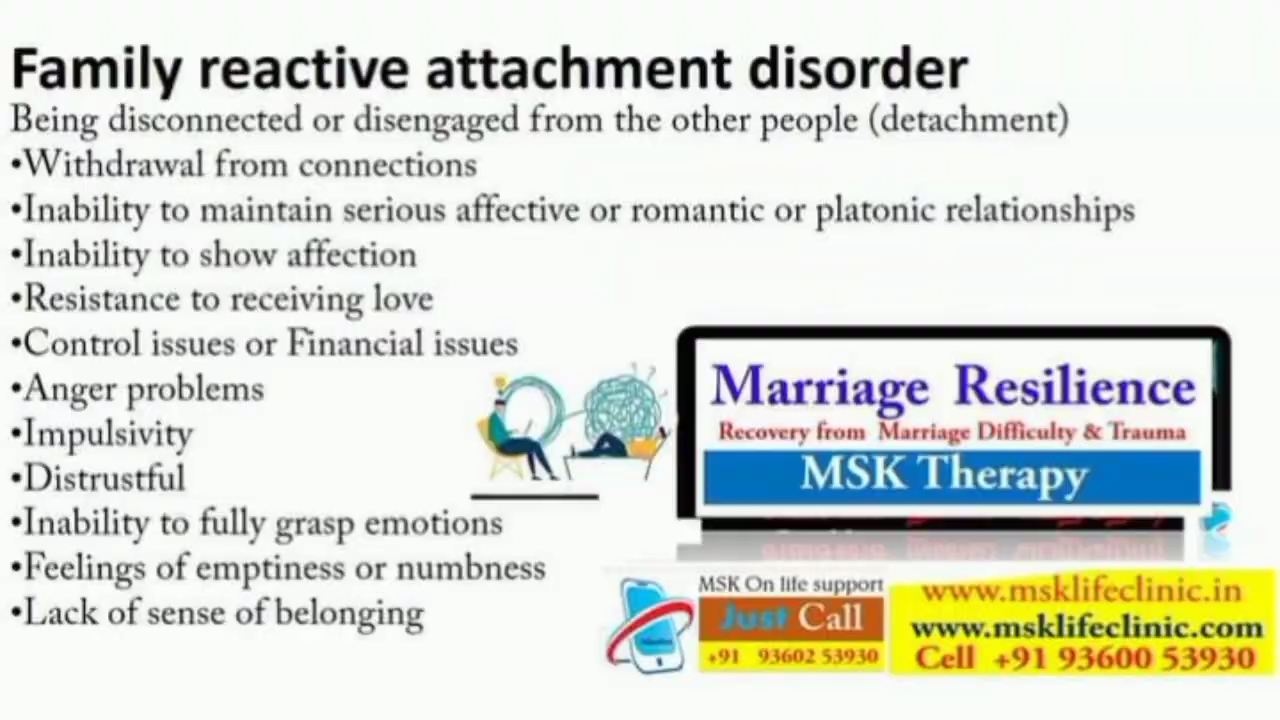 Family reactive attachment disorder
Being disconnected or disengaged from the other people (detachment)
•Withdrawal from connections
•Inability to maintain serious affective or romantic or platonic relationships
•Inability to show affection
•Resistance to receiving love
•Control issues or Financial issues
•Anger problems
•Impulsivity
•Distrustful
•Inability to fully grasp emotions
•Feelings of emptiness or numbness
•Lack of sense of belonging
Marriage Resilience
Recovery from Marriage Difficulty & Trauma
MSK Therapy
MSK On life support
Just Call
+91 93602 53930
www.msklifeclinic.in
www.msklifeclinic.com
Cell +91 93600 53930